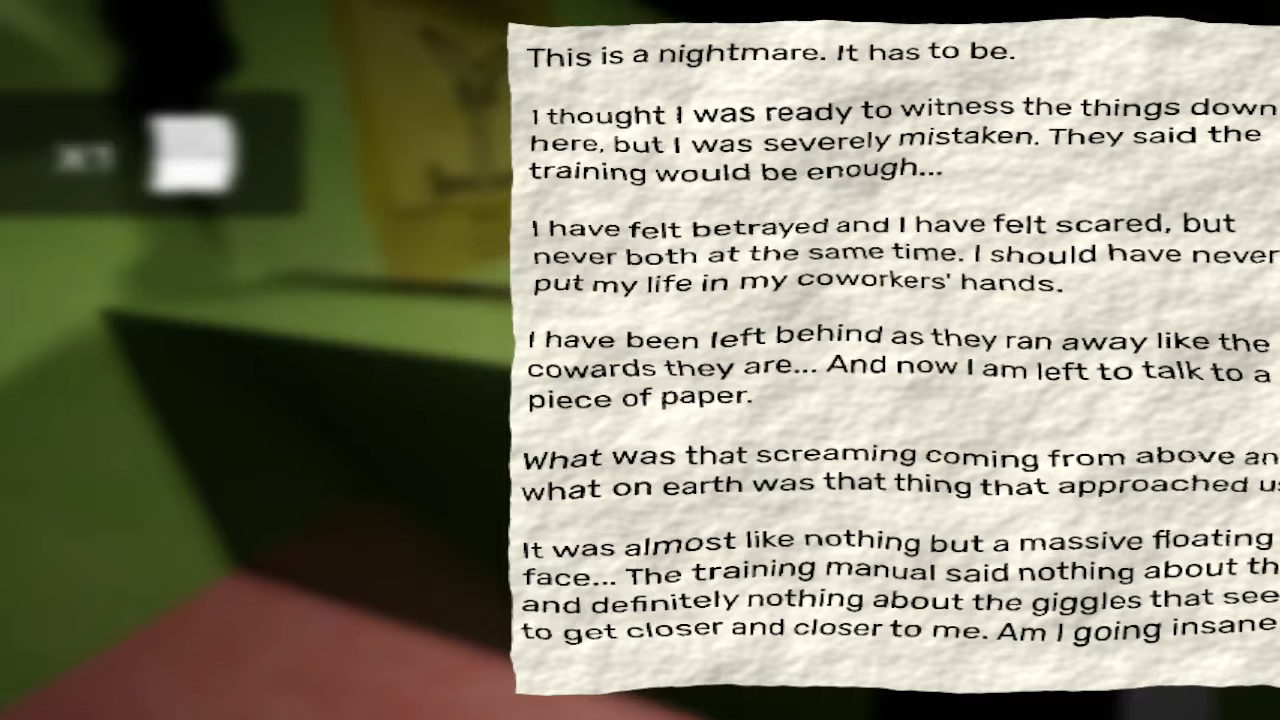 This is a nightmare. It has to be.
I thought I was ready to witness the things down
here, but I was severely mistaken. They said the
training would be enough...
I have felt betrayed and I have felt scared, but
never both at the same time. I should have never
put my life in my coworkers' hands.
I have been left behind as they ran away like the
cowards they are... And now I am left to talk to a
piece of paper.
What was that screaming coming from above an
what on earth was that thing that approached u
It was almost like nothing but a massive floating
face... The training manual said nothing about th
and definitely nothing about the giggles that see
to get closer and closer to me. Am I going insane